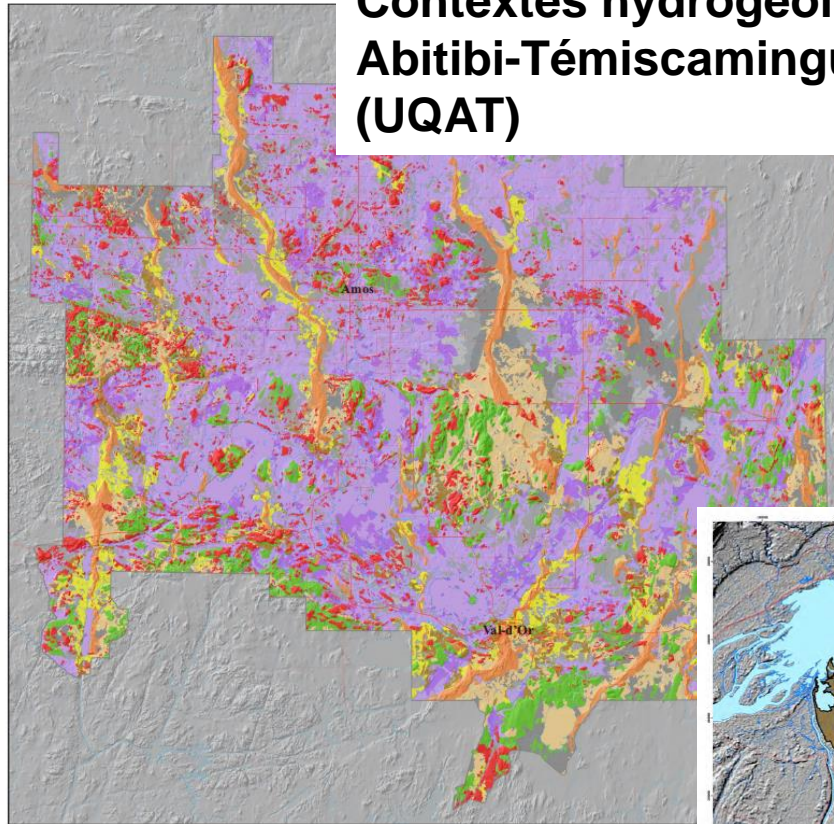 Contextes hydrogéol
Abitibi-Témiscamingu
(UQAT)
Amos
Val-d'Or